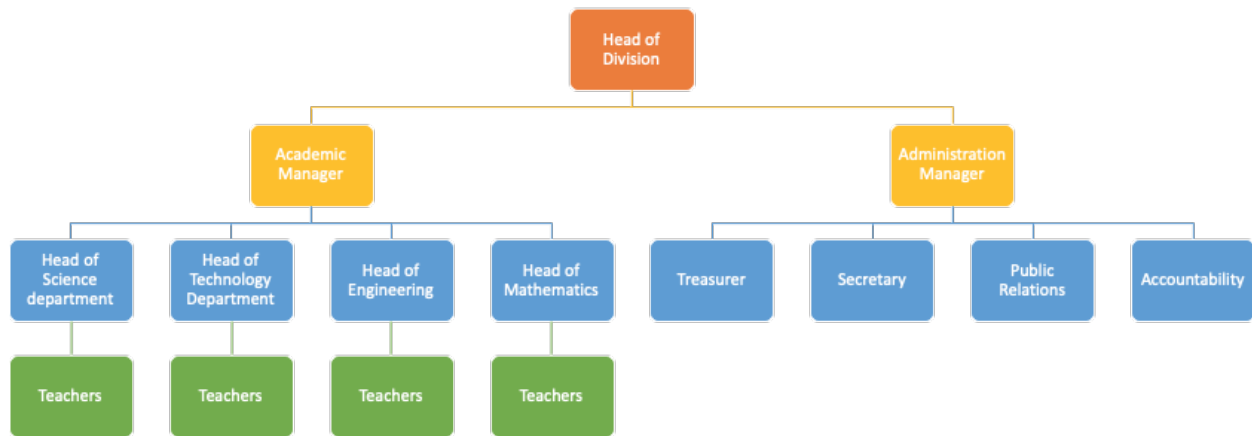 Head of
Division
Academic
Manager
Administration
Manager
Head of
Science
department
Head of
Technology
Department
Head of
Engineering
Head of
Mathematics
Treasurer
Secretary
Public
Relations
Accountability
Teachers
Teachers
Teachers
Teachers